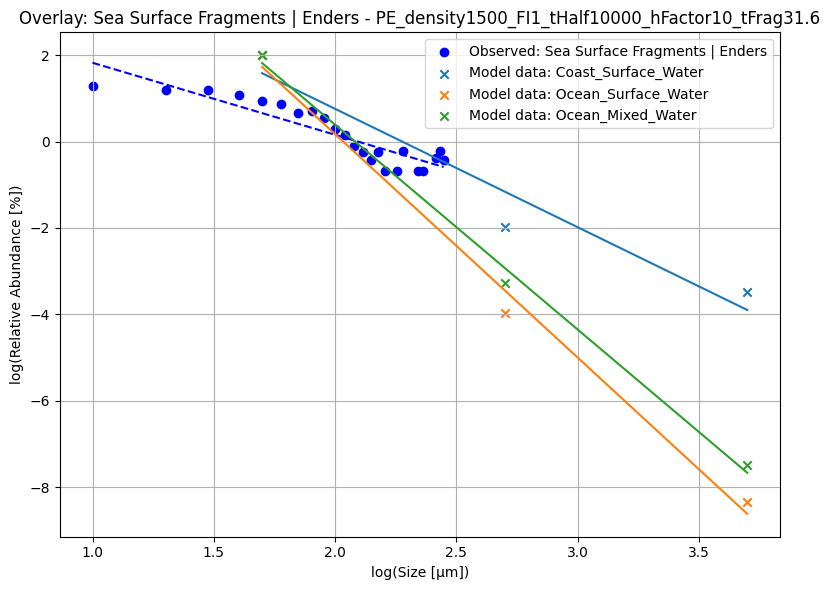 Overlay: Sea Surface Fragments | Enders - PE_density1500_FI1_tHalf10000_hFactor10_tFrag31.6
Observed: Sea Surface Fragments | Enders
Model data: Coast_Surface_Water
Model data: Ocean_Surface_Water
Model data: Ocean_Mixed_Water
log(Relative Abundance [%])
2
0
−2
−4
−6
−8
1.0 1.5 2.0 2.5 3.0 3.5
log(Size [μm])